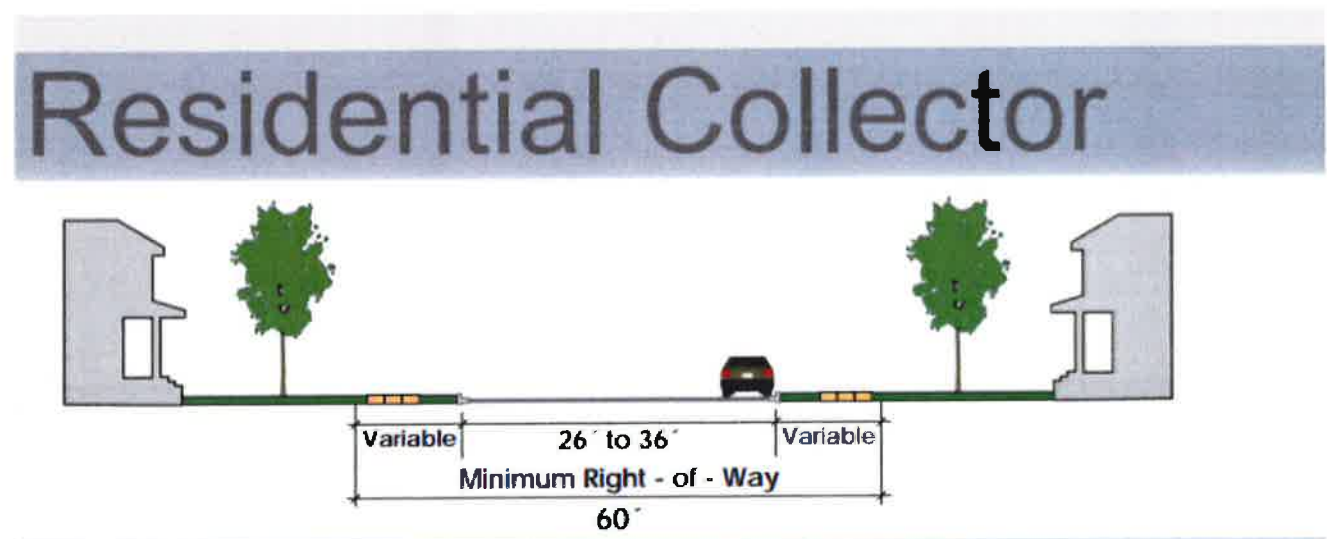 Residential Collector
Variable 26´ to 36´ Variable
Minimum Right - of - Way
60´